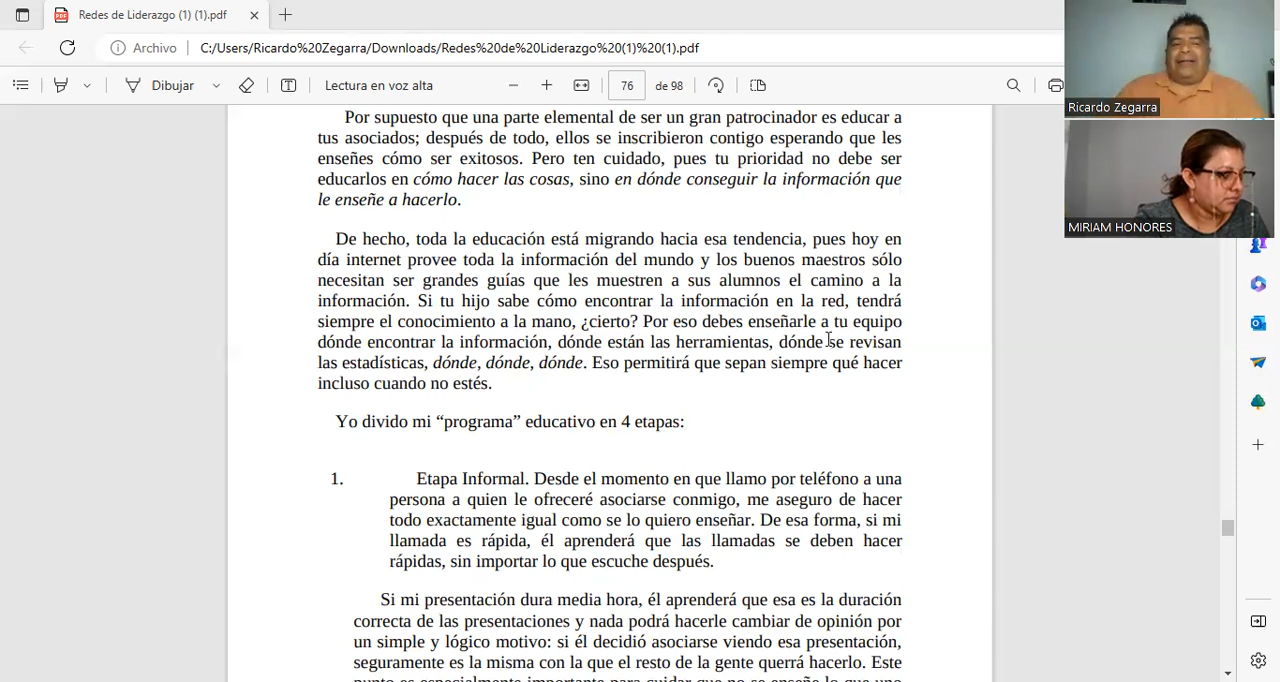 Redes de Liderazgo (1) (1).pdf
Archivo
C:/Users/Ricardo%20Zegarra/Downloads/Redes%20de%20Liderazgo%20(1)%20(1).pdf
Dibujar
Lectura en voz alta
76
de 98
Ricardo Zegarra
MIRIAM HONORES
Por supuesto que una parte elemental de ser un gran patrocinador es educar a
tus asociados; después de todo, ellos se inscribieron contigo esperando que les
enseñes cómo ser exitosos. Pero ten cuidado, pues tu prioridad no debe ser
educarlos en cómo hacer las cosas, sino en dónde conseguir la información que
le enseñe a hacerlo.
De hecho, toda la educación está migrando hacia esa tendencia, pues hoy en
día internet provee toda la información del mundo y los buenos maestros sólo
necesitan ser grandes guías que les muestren a sus alumnos el camino a la
información. Si tu hijo sabe cómo encontrar la información en la red, tendrá
siempre el conocimiento a la mano, ¿cierto? Por eso debes enseñarle a tu equipo
dónde encontrar la información, dónde están las herramientas, dónde se revisan
las estadísticas, dónde, dónde, dónde. Eso permitirá que sepan siempre qué hacer
incluso cuando no estés.
Yo divido mi “programa” educativo en 4 etapas:
1. Etapa Informal. Desde el momento en que llamo por teléfono a una
persona a quien le ofreceré asociarse conmigo, me aseguro de hacer
todo exactamente igual como se lo quiero enseñar. De esa forma, si mi
llamada es rápida, él aprenderá que las llamadas se deben hacer
rápidas, sin importar lo que escuche después.
Si mi presentación dura media hora, él aprenderá que esa es la duración
correcta de las presentaciones y nada podrá hacerle cambiar de opinión por
un simple y lógico motivo: si él decidió asociarse viendo esa presentación,
seguramente es la misma con la que el resto de la gente querrá hacerlo. Este